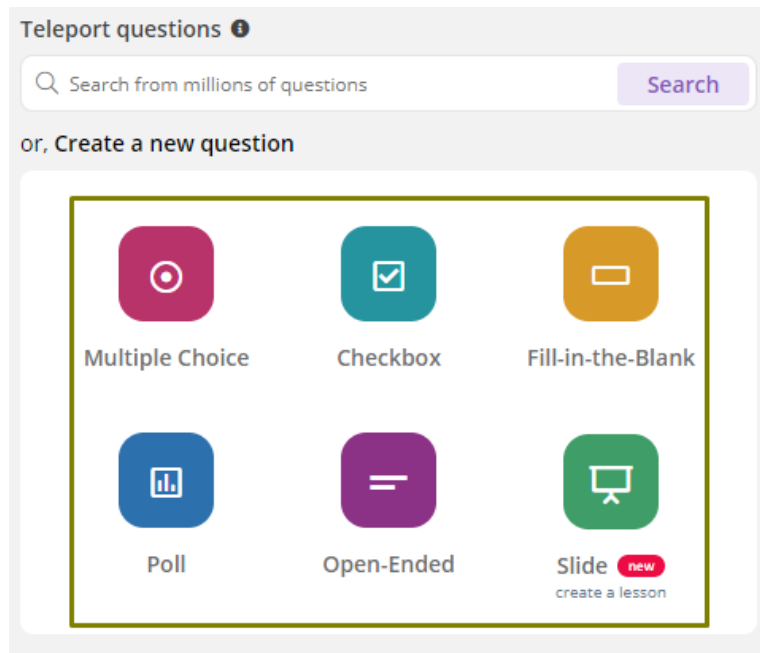 Teleport questions
Search from millions of questions
Search
or, Create a new question
Multiple Choice
Checkbox
Fill-in-the-Blank
Poll
Open-Ended
Slide new
create a lesson